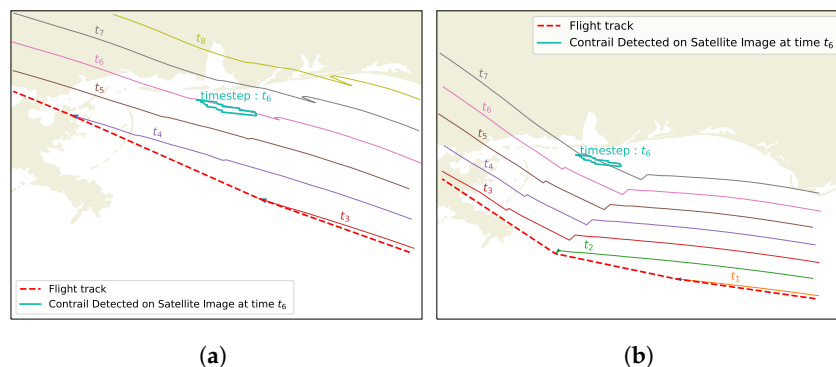 t₇
t₈
t₆
timestep : t₆
t₅
t₄
t₃
Flight track
Contrail Detected on Satellite Image at time t₆
(a)
Flight track
Contrail Detected on Satellite Image at time t₆
t₇
t₆
t₅
timestep : t₆
t₄
t₃
t₂
t₁
(b)